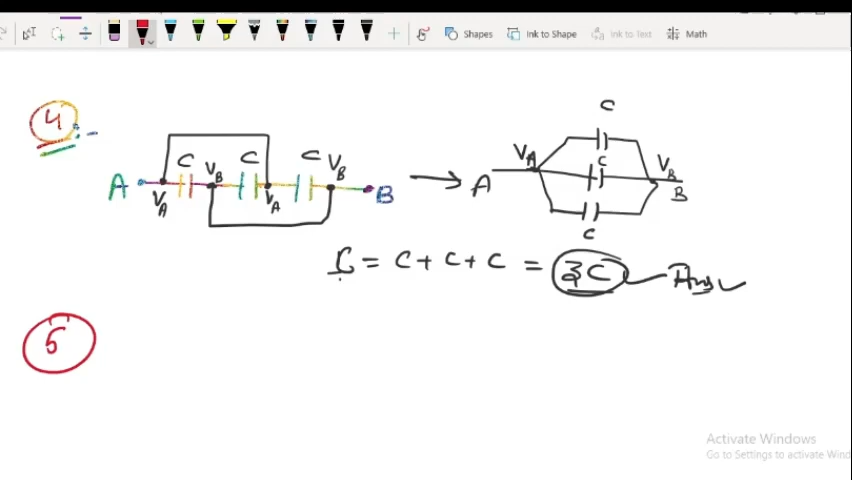 Shapes Ink to Shape Ink to Text Math
4 :-
C C C C
A V_A V_B V_A V_B B → A V_A C V_B B
C
C = C + C + C = 3C Ans
5
Activate Windows
Go to Settings to activate Wind